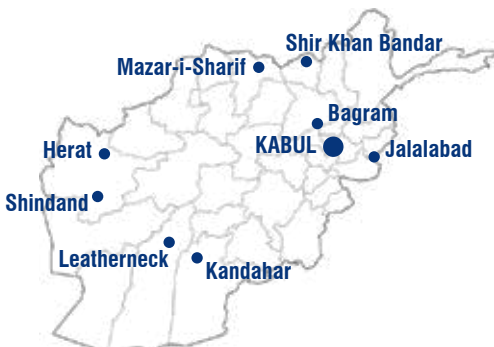 Shir Khan Bandar
Mazar-i-Sharif
Bagram
KABUL
Jalalabad
Herat
Shindand
Leatherneck
Kandahar